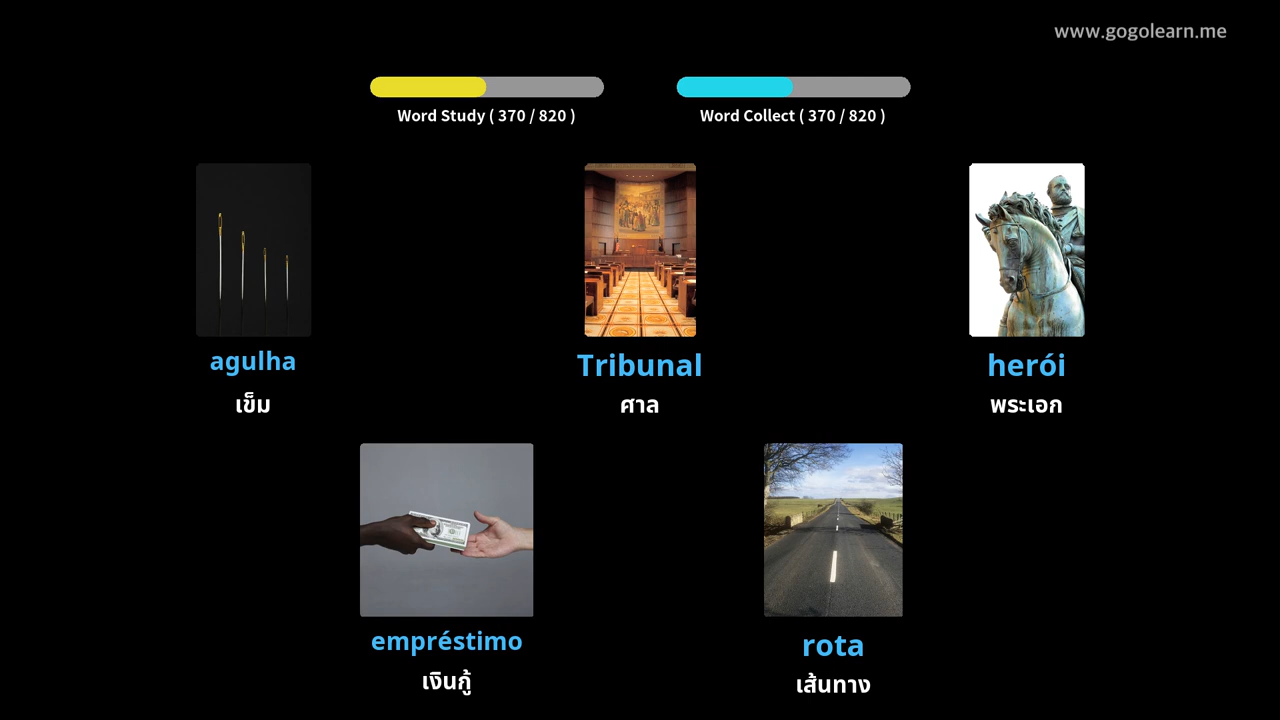 www.gogolearn.me
Word Study ( 370 / 820 )
Word Collect ( 370 / 820 )
agulha
เข็ม
Tribunal
ศาล
herói
พระเอก
empréstimo
เงินกู้
rota
เส้นทาง